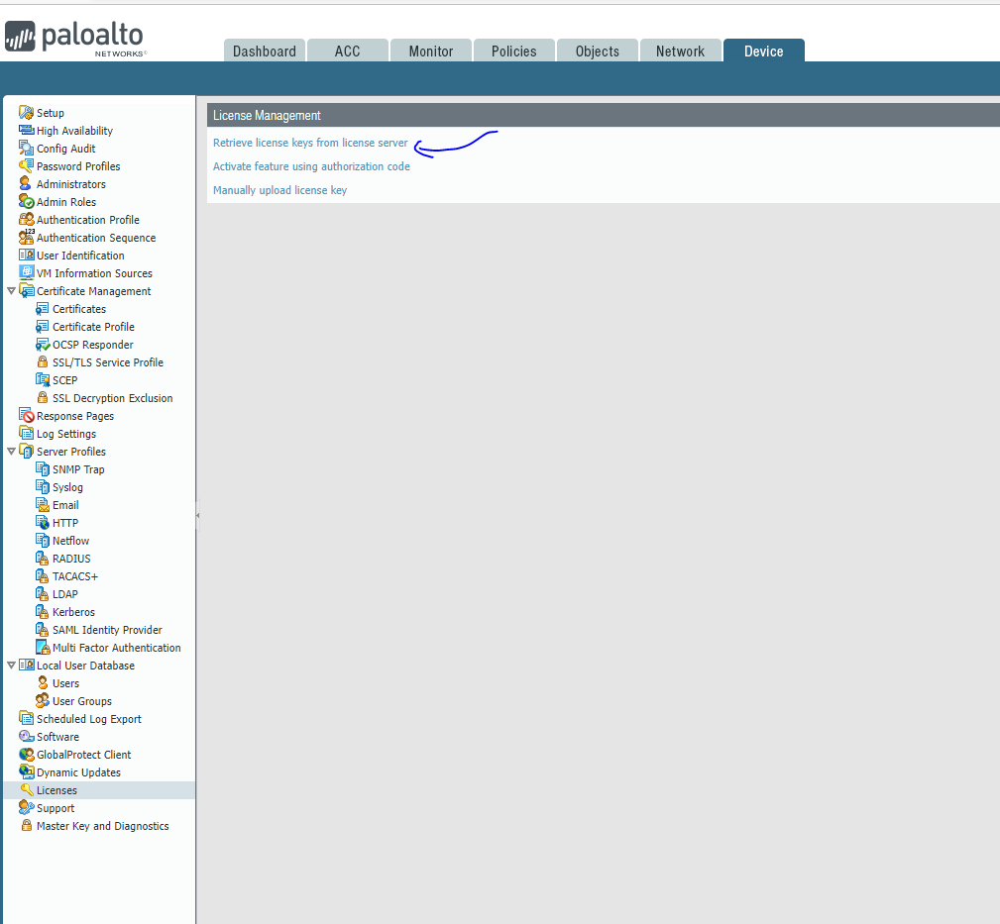 paloalto
NETWORKS®
Dashboard ACC Monitor Policies Objects Network Device
Setup
High Availability
Config Audit
Password Profiles
Administrators
Admin Roles
Authentication Profile
Authentication Sequence
User Identification
VM Information Sources
Certificate Management
Certificates
Certificate Profile
OCSP Responder
SSL/TLS Service Profile
SCEP
SSL Decryption Exclusion
Response Pages
Log Settings
Server Profiles
SNMP Trap
Syslog
Email
HTTP
Netflow
RADIUS
TACACS+
LDAP
Kerberos
SAML Identity Provider
Multi Factor Authentication
Local User Database
Users
User Groups
Scheduled Log Export
Software
GlobalProtect Client
Dynamic Updates
Licenses
Support
Master Key and Diagnostics
License Management
Retrieve license keys from license server
Activate feature using authorization code
Manually upload license key